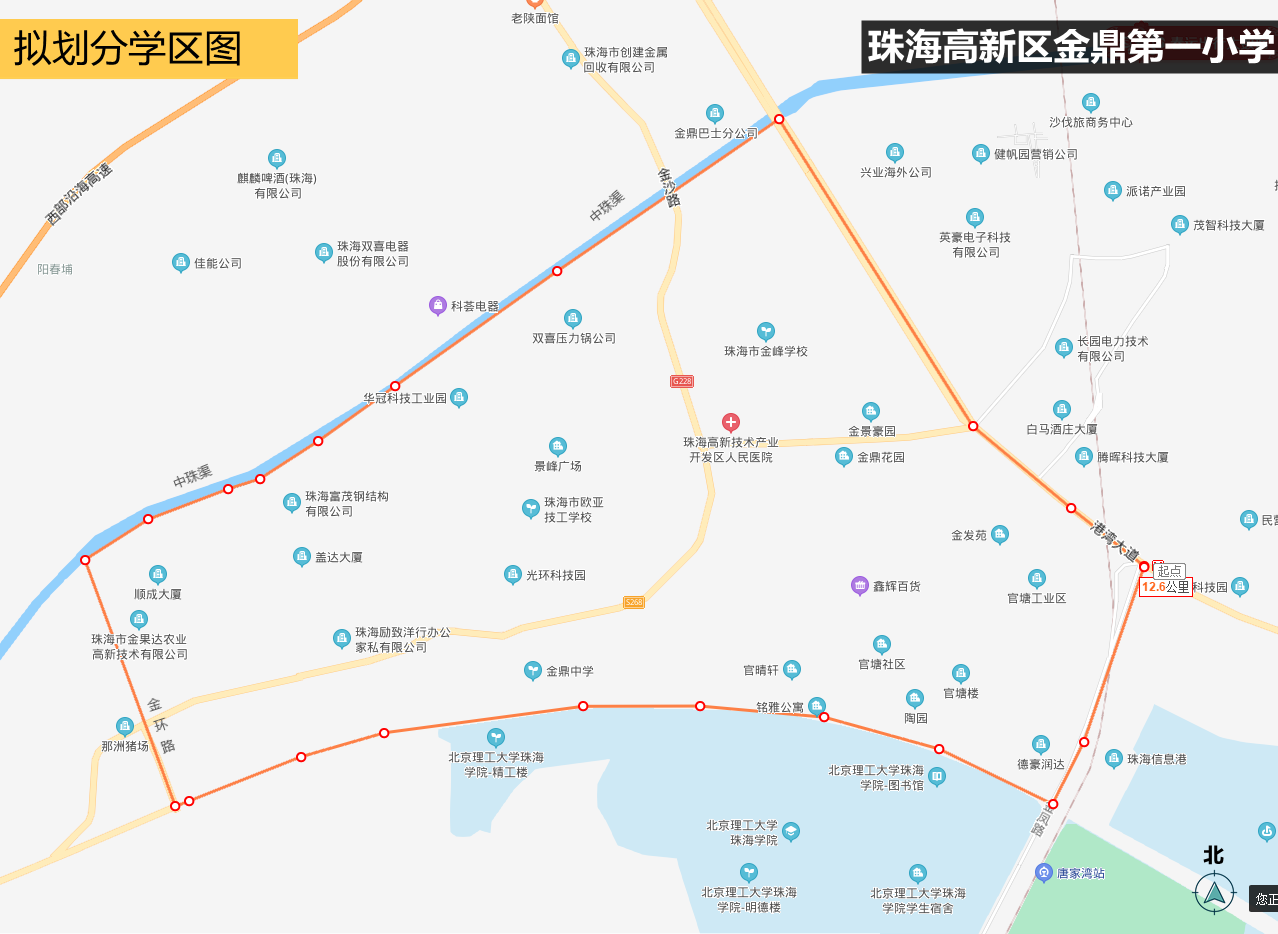 拟划分学区图
珠海高新区金鼎第一小学
老陕面馆
珠海市创建金属
回收有限公司
金鼎巴士分公司
沙伐旅商务中心
健帆园营销公司
兴业海外公司
派诺产业园
茂智科技大厦
西部沿海高速
麒麟啤酒(珠海)
有限公司
金沙路
中珠渠
英豪电子科技
有限公司
阳春埔
佳能公司
珠海双喜电器
股份有限公司
科荟电器
双喜压力锅公司
珠海市金峰学校
长园电力技术
有限公司
G228
华冠科技工业园
金景豪园
白马酒庄大厦
珠海高新技术产业
开发区人民医院
金鼎花园
腾晖科技大厦
景峰广场
中珠渠
珠海富茂钢结构
有限公司
珠海市欧亚
技工学校
金发苑
港湾大道
民营
盖达大厦
光环科技园
顺成大厦
鑫辉百货
官塘工业区
起点
12.6公里
科技园
S268
珠海市金果达农业
高新技术有限公司
珠海励致洋行办公
家私有限公司
金鼎中学
官晴轩
官塘社区
官塘楼
金环路
铭雅公寓
陶园
那洲猪场
北京理工大学珠海
学院-精工楼
德豪润达
珠海信息港
北京理工大学珠海
学院-图书馆
金凤路
北京理工大学
珠海学院
北
唐家湾站
北京理工大学珠海
学院-明德楼
北京理工大学珠海
学院学生宿舍
您正